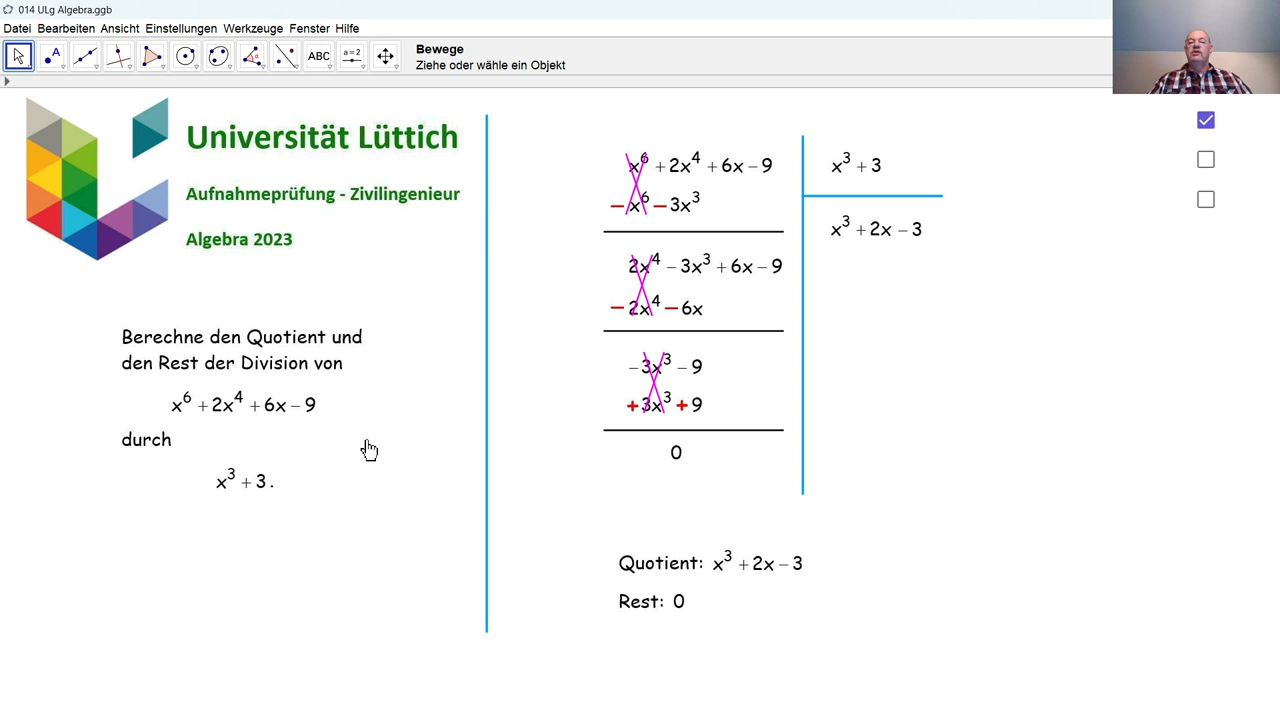 014 ULg Algebra.ggb
Datei Bearbeiten Ansicht Einstellungen Werkzeuge Fenster Hilfe
A ABC a=2 Bewege
Ziehe oder wähle ein Objekt
Universität Lüttich
Aufnahmeprüfung - Zivilingenieur
Algebra 2023
Berechne den Quotient und
den Rest der Division von
x⁶ + 2x⁴ + 6x − 9
durch
x³ + 3.
x⁶ + 2x⁴ + 6x − 9
− x⁶ − 3x³
2x⁴ − 3x³ + 6x − 9
− 2x⁴ − 6x
−3x³ − 9
+3x³ + 9
0
x³ + 3
x³ + 2x − 3
Quotient: x³ + 2x − 3
Rest: 0